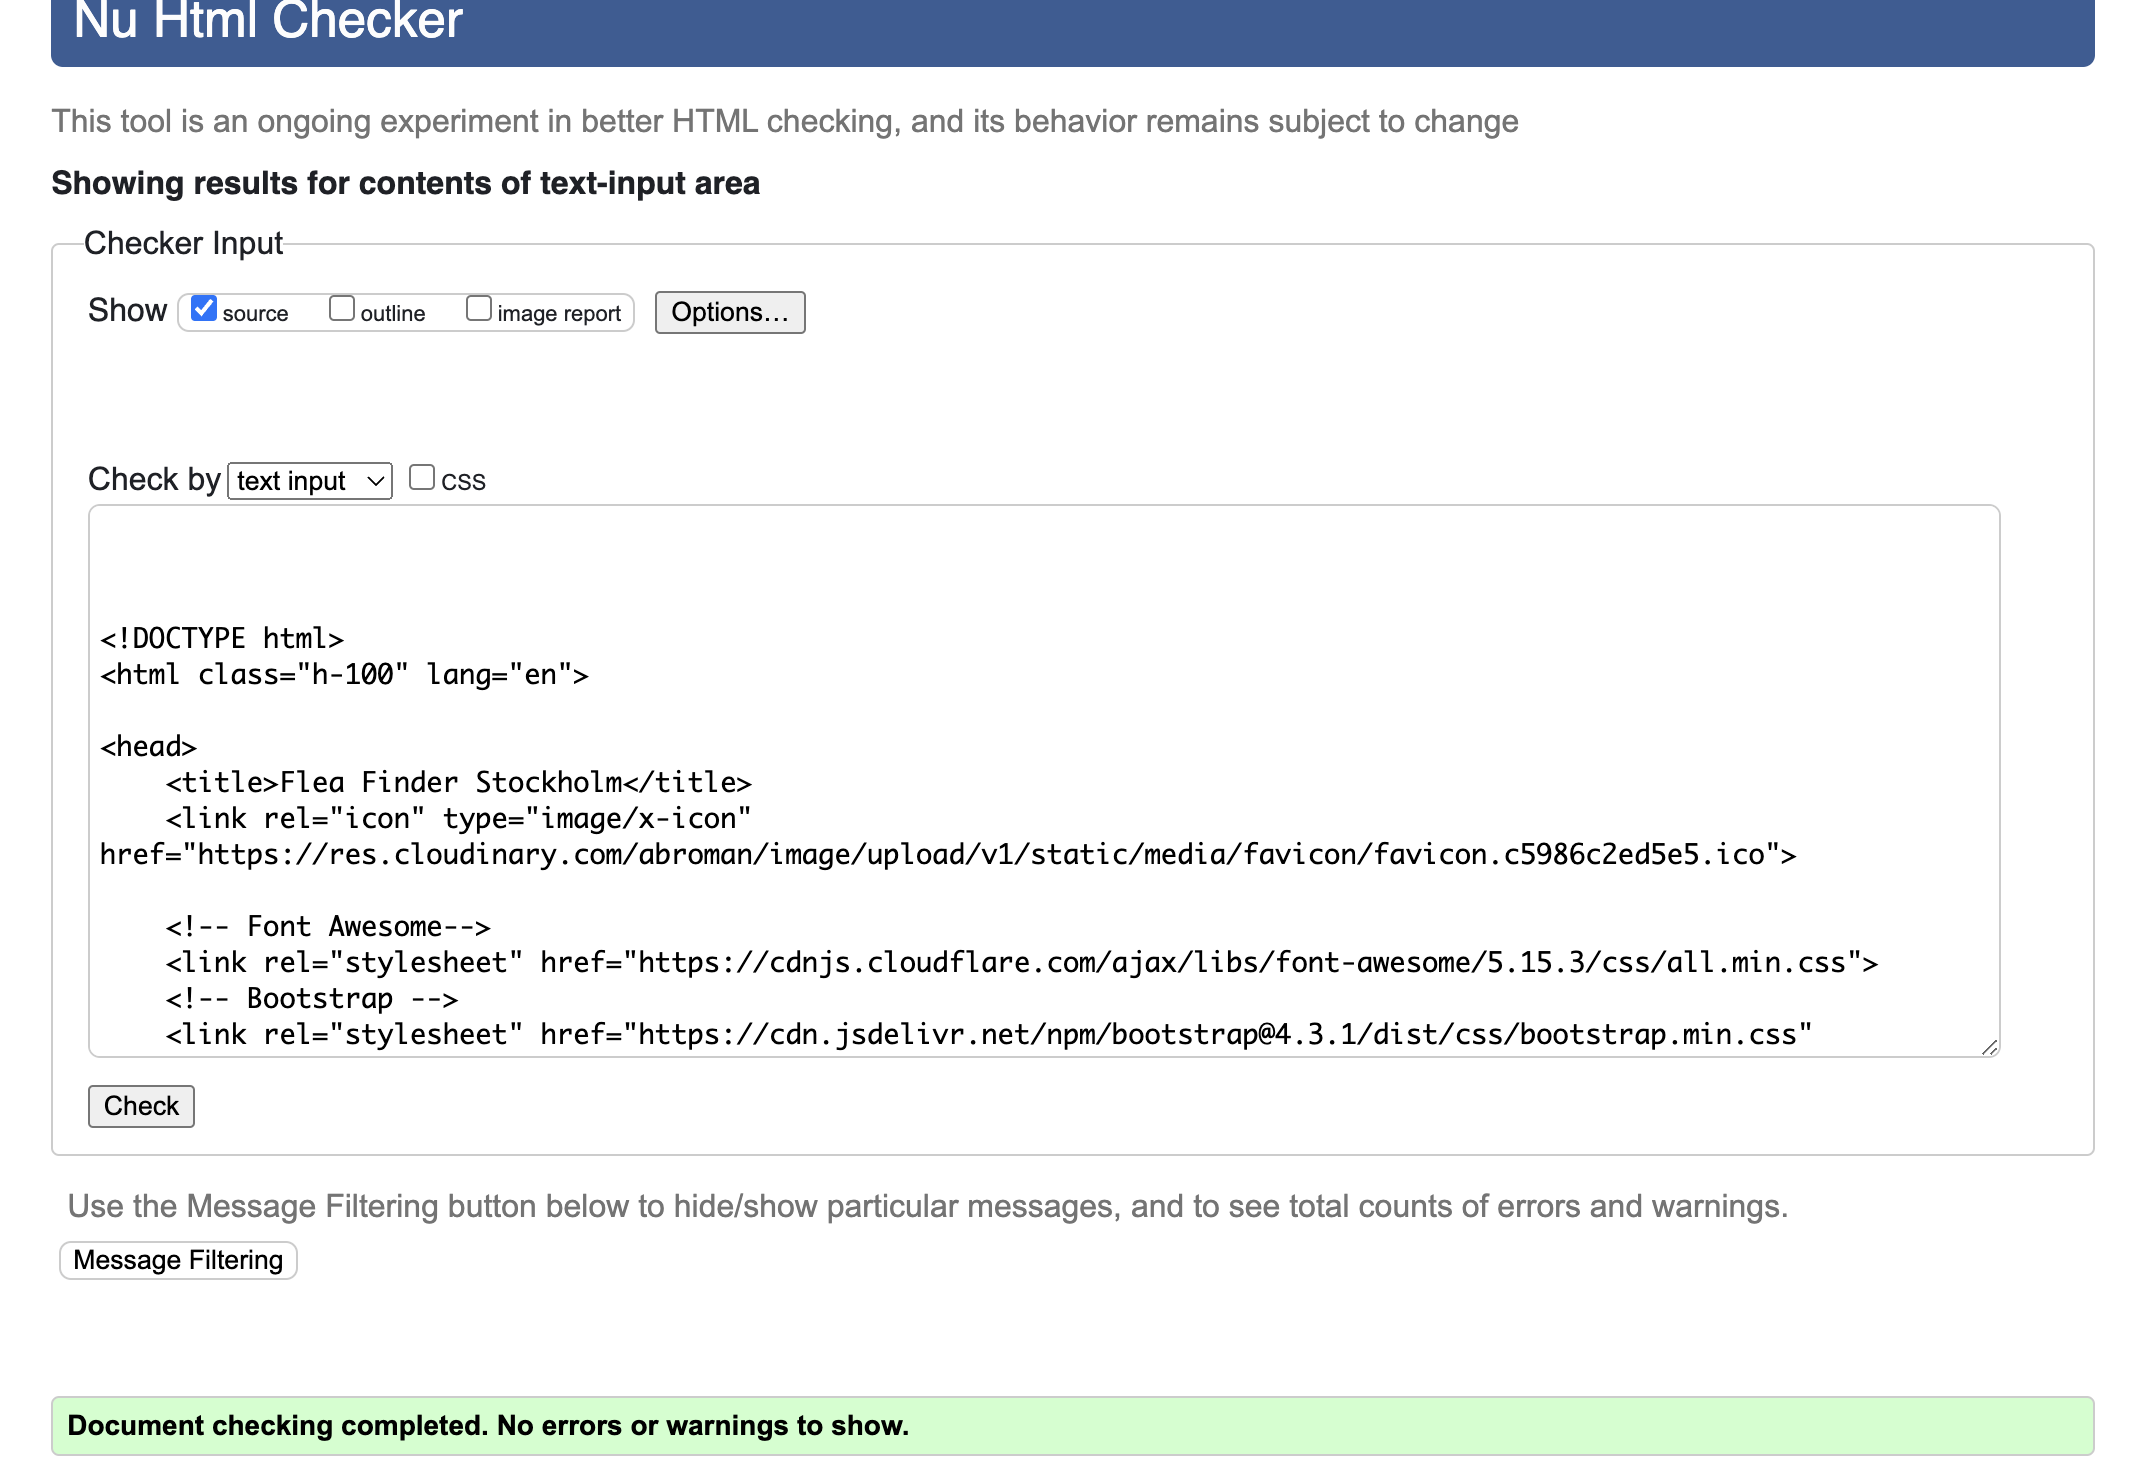 Nu Html Checker
This tool is an ongoing experiment in better HTML checking, and its behavior remains subject to change
Showing results for contents of text-input area
Checker Input
Show source outline image report Options...
Check by text input css
<!DOCTYPE html>
<html class="h-100" lang="en">
<head>
    <title>Flea Finder Stockholm</title>
    <link rel="icon" type="image/x-icon"
href="https://res.cloudinary.com/abroman/image/upload/v1/static/media/favicon/favicon.c5986c2ed5e5.ico">
    <!-- Font Awesome-->
    <link rel="stylesheet" href="https://cdnjs.cloudflare.com/ajax/libs/font-awesome/5.15.3/css/all.min.css">
    <!-- Bootstrap -->
    <link rel="stylesheet" href="https://cdn.jsdelivr.net/npm/bootstrap@4.3.1/dist/css/bootstrap.min.css"
Check
Use the Message Filtering button below to hide/show particular messages, and to see total counts of errors and warnings.
Message Filtering
Document checking completed. No errors or warnings to show.